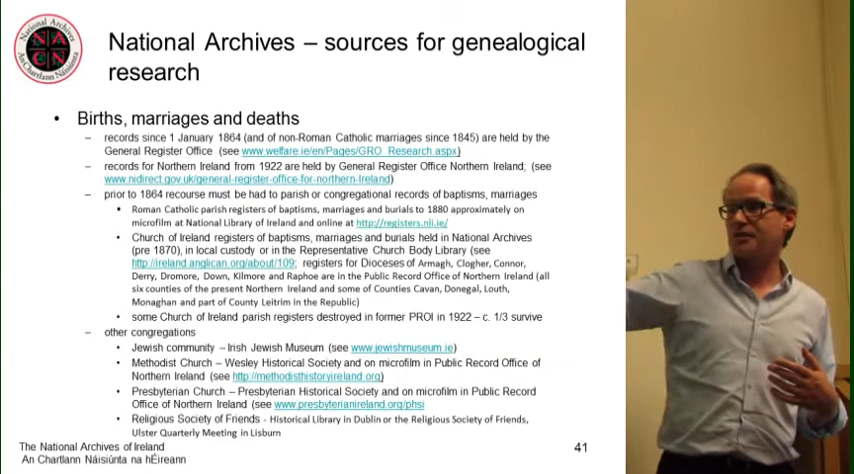 National Archives – sources for genealogical
research
• Births, marriages and deaths
– records since 1 January 1864 (and of non-Roman Catholic marriages since 1845) are held by the
General Register Office (see www.welfare.ie/en/Pages/GRO_Research.aspx)
– records for Northern Ireland from 1922 are held by General Register Office Northern Ireland; (see
www.nidirect.gov.uk/general-register-office-for-northern-Ireland)
– prior to 1864 recourse must be had to parish or congregational records of baptisms, marriages
• Roman Catholic parish registers of baptisms, marriages and burials to 1880 approximately on
microfilm at National Library of Ireland and online at http://registers.nli.ie/
• Church of Ireland registers of baptisms, marriages and burials held in National Archives
(pre 1870), in local custody or in the Representative Church Body Library (see
http://ireland.anglican.org/about/109; registers for Dioceses of Armagh, Clogher, Connor,
Derry, Dromore, Down, Kilmore and Raphoe are in the Public Record Office of Northern Ireland (all
six counties of the present Northern Ireland and some of Counties Cavan, Donegal, Louth,
Monaghan and part of County Leitrim in the Republic)
• some Church of Ireland parish registers destroyed in former PROI in 1922 – c. 1/3 survive
– other congregations
• Jewish community – Irish Jewish Museum (see www.jewishmuseum.ie)
• Methodist Church – Wesley Historical Society and on microfilm in Public Record Office of
Northern Ireland (see http://methodisthistoryireland.org)
• Presbyterian Church – Presbyterian Historical Society and on microfilm in Public Record
Office of Northern Ireland (see www.presbyterianireland.org/phsi
• Religious Society of Friends - Historical Library in Dublin or the Religious Society of Friends,
Ulster Quarterly Meeting in Lisburn
The National Archives of Ireland
An Chartlann Náisiúnta na hÉireann
41
National Archives
NA
CN
An Chartlann Náisiúnta